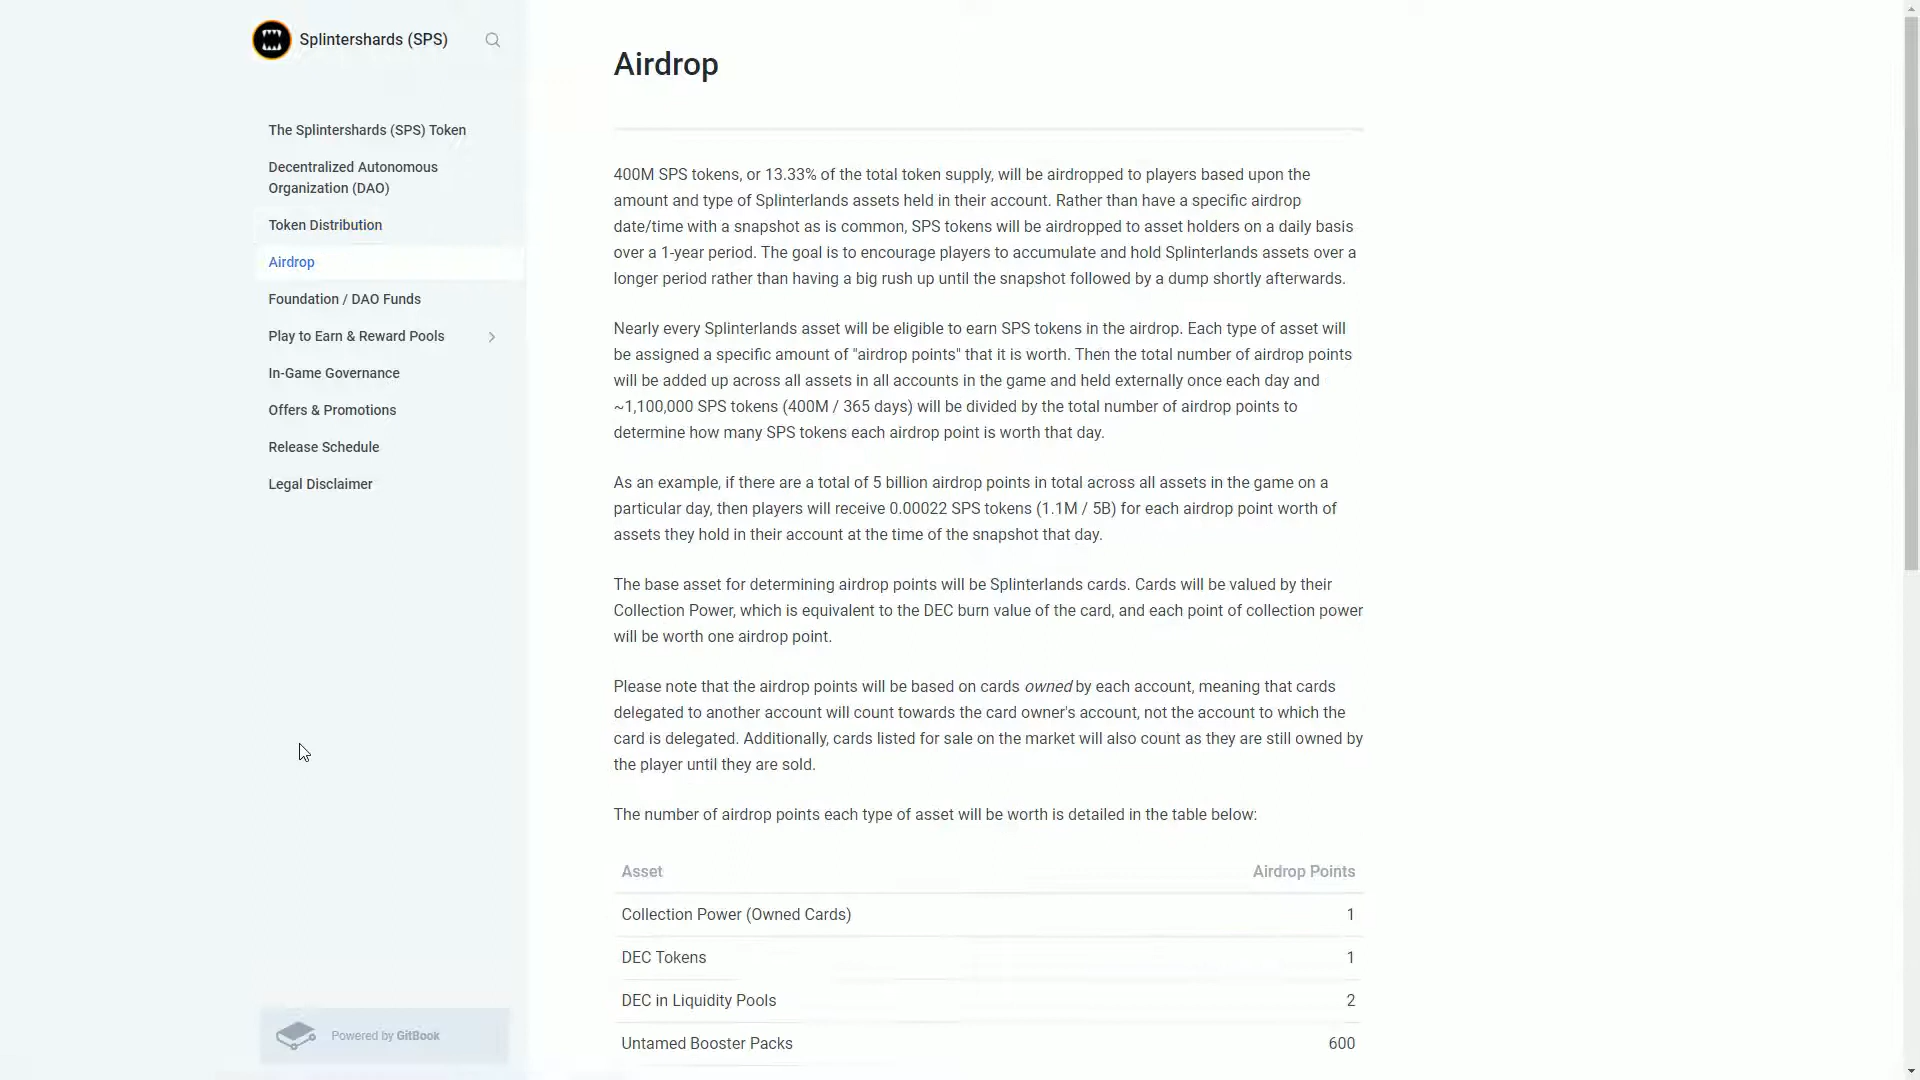 Splintershards (SPS)
The Splintershards (SPS) Token
Decentralized Autonomous
Organization (DAO)
Token Distribution
Airdrop
Foundation / DAO Funds
Play to Earn & Reward Pools
In-Game Governance
Offers & Promotions
Release Schedule
Legal Disclaimer
Powered by GitBook
Airdrop
400M SPS tokens, or 13.33% of the total token supply, will be airdropped to players based upon the
amount and type of Splinterlands assets held in their account. Rather than have a specific airdrop
date/time with a snapshot as is common, SPS tokens will be airdropped to asset holders on a daily basis
over a 1-year period. The goal is to encourage players to accumulate and hold Splinterlands assets over a
longer period rather than having a big rush up until the snapshot followed by a dump shortly afterwards.
Nearly every Splinterlands asset will be eligible to earn SPS tokens in the airdrop. Each type of asset will
be assigned a specific amount of "airdrop points" that it is worth. Then the total number of airdrop points
will be added up across all assets in all accounts in the game and held externally once each day and
~1,100,000 SPS tokens (400M / 365 days) will be divided by the total number of airdrop points to
determine how many SPS tokens each airdrop point is worth that day.
As an example, if there are a total of 5 billion airdrop points in total across all assets in the game on a
particular day, then players will receive 0.00022 SPS tokens (1.1M / 5B) for each airdrop point worth of
assets they hold in their account at the time of the snapshot that day.
The base asset for determining airdrop points will be Splinterlands cards. Cards will be valued by their
Collection Power, which is equivalent to the DEC burn value of the card, and each point of collection power
will be worth one airdrop point.
Please note that the airdrop points will be based on cards owned by each account, meaning that cards
delegated to another account will count towards the card owner's account, not the account to which the
card is delegated. Additionally, cards listed for sale on the market will also count as they are still owned by
the player until they are sold.
The number of airdrop points each type of asset will be worth is detailed in the table below:
Asset Airdrop Points
Collection Power (Owned Cards) 1
DEC Tokens 1
DEC in Liquidity Pools 2
Untamed Booster Packs 600